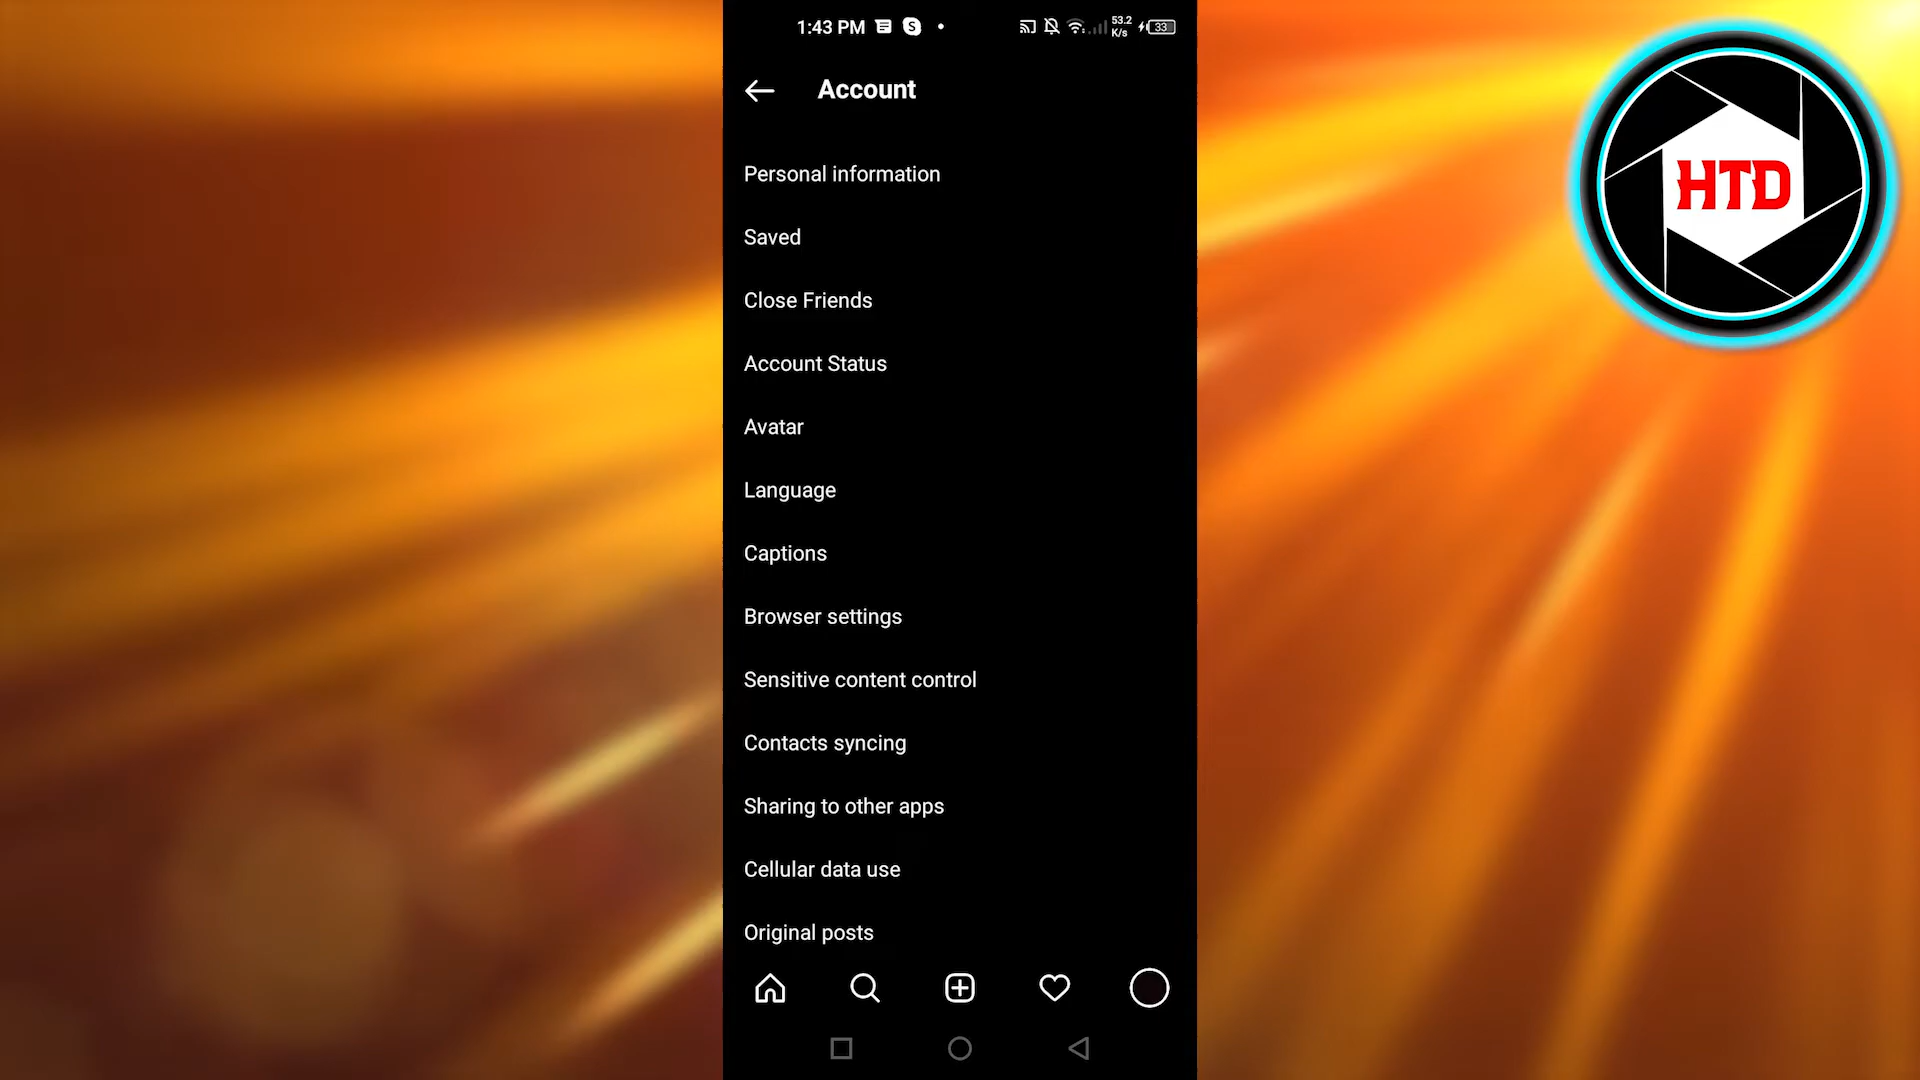 1:43 PM
53.2
K/s
33
Account
HTD
Personal information
Saved
Close Friends
Account Status
Avatar
Language
Captions
Browser settings
Sensitive content control
Contacts syncing
Sharing to other apps
Cellular data use
Original posts